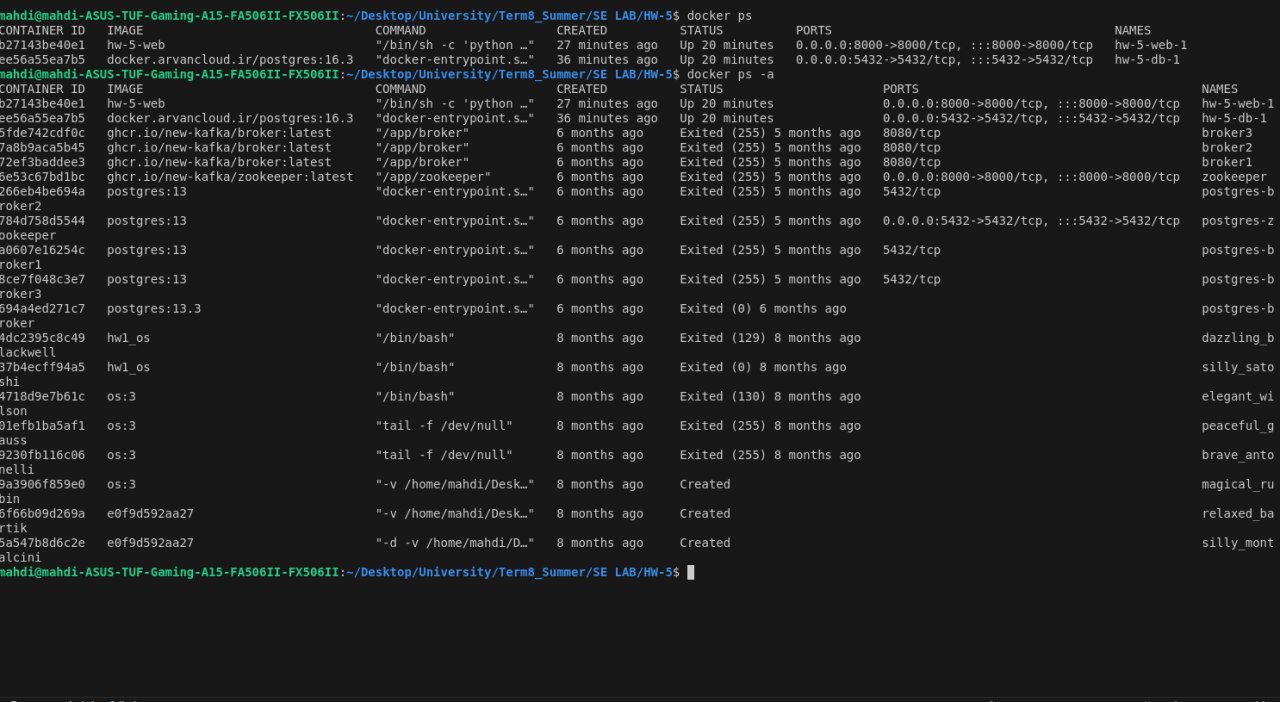 mahdi@mahdi-ASUS-TUF-Gaming-A15-FA506II-FX506II:~/Desktop/University/Term8_Summer/SE LAB/HW-5$ docker ps
CONTAINER ID   IMAGE                              COMMAND                  CREATED          STATUS          PORTS                                       NAMES
b27143be40e1   hw-5-web                           "/bin/sh -c 'python …"   27 minutes ago   Up 20 minutes   0.0.0.0:8000->8000/tcp, :::8000->8000/tcp   hw-5-web-1
ee56a55ea7b5   docker.arvancloud.ir/postgres:16.3   "docker-entrypoint.s…"   36 minutes ago   Up 20 minutes   0.0.0.0:5432->5432/tcp, :::5432->5432/tcp   hw-5-db-1
mahdi@mahdi-ASUS-TUF-Gaming-A15-FA506II-FX506II:~/Desktop/University/Term8_Summer/SE LAB/HW-5$ docker ps -a
CONTAINER ID   IMAGE                              COMMAND                  CREATED          STATUS                     PORTS                                       NAMES
b27143be40e1   hw-5-web                           "/bin/sh -c 'python …"   27 minutes ago   Up 20 minutes              0.0.0.0:8000->8000/tcp, :::8000->8000/tcp   hw-5-web-1
ee56a55ea7b5   docker.arvancloud.ir/postgres:16.3   "docker-entrypoint.s…"   36 minutes ago   Up 20 minutes              0.0.0.0:5432->5432/tcp, :::5432->5432/tcp   hw-5-db-1
5fde742cdf0c   ghcr.io/new-kafka/broker:latest    "/app/broker"            6 months ago     Exited (255) 5 months ago   8080/tcp                                    broker3
7a8b9aca5b45   ghcr.io/new-kafka/broker:latest    "/app/broker"            6 months ago     Exited (255) 5 months ago   8080/tcp                                    broker2
72ef3baddee3   ghcr.io/new-kafka/broker:latest    "/app/broker"            6 months ago     Exited (255) 5 months ago   8080/tcp                                    broker1
6e53c67bd1bc   ghcr.io/new-kafka/zookeeper:latest   "/app/zookeeper"         6 months ago     Exited (255) 5 months ago   0.0.0.0:8000->8000/tcp, :::8000->8000/tcp   zookeeper
266eb4be694a   postgres:13                        "docker-entrypoint.s…"   6 months ago     Exited (255) 5 months ago   5432/tcp                                    postgres-b
roker2
784d758d5544   postgres:13                        "docker-entrypoint.s…"   6 months ago     Exited (255) 5 months ago   0.0.0.0:5432->5432/tcp, :::5432->5432/tcp   postgres-z
ookeeper
a0607e16254c   postgres:13                        "docker-entrypoint.s…"   6 months ago     Exited (255) 5 months ago   5432/tcp                                    postgres-b
roker1
8ce7f048c3e7   postgres:13                        "docker-entrypoint.s…"   6 months ago     Exited (255) 5 months ago   5432/tcp                                    postgres-b
roker3
694a4ed271c7   postgres:13.3                      "docker-entrypoint.s…"   6 months ago     Exited (0) 6 months ago                                                 postgres-b
roker
4dc2395c8c49   hw1_os                             "/bin/bash"              8 months ago     Exited (129) 8 months ago                                               dazzling_b
lackwell
37b4ecff94a5   hw1_os                             "/bin/bash"              8 months ago     Exited (0) 8 months ago                                                 silly_sato
shi
4718d9e7b61c   os:3                               "/bin/bash"              8 months ago     Exited (130) 8 months ago                                               elegant_wi
lson
01efb1ba5af1   os:3                               "tail -f /dev/null"      8 months ago     Exited (255) 8 months ago                                               peaceful_g
auss
9230fb116c06   os:3                               "tail -f /dev/null"      8 months ago     Exited (255) 8 months ago                                               brave_anto
nelli
9a3906f859e0   os:3                               "-v /home/mahdi/Desk…"   8 months ago     Created                                                                 magical_ru
bin
6f66b09d269a   e0f9d592aa27                       "-v /home/mahdi/Desk…"   8 months ago     Created                                                                 relaxed_ba
rtik
5a547b8d6c2e   e0f9d592aa27                       "-d -v /home/mahdi/D…"   8 months ago     Created                                                                 silly_mont
alcini
mahdi@mahdi-ASUS-TUF-Gaming-A15-FA506II-FX506II:~/Desktop/University/Term8_Summer/SE LAB/HW-5$